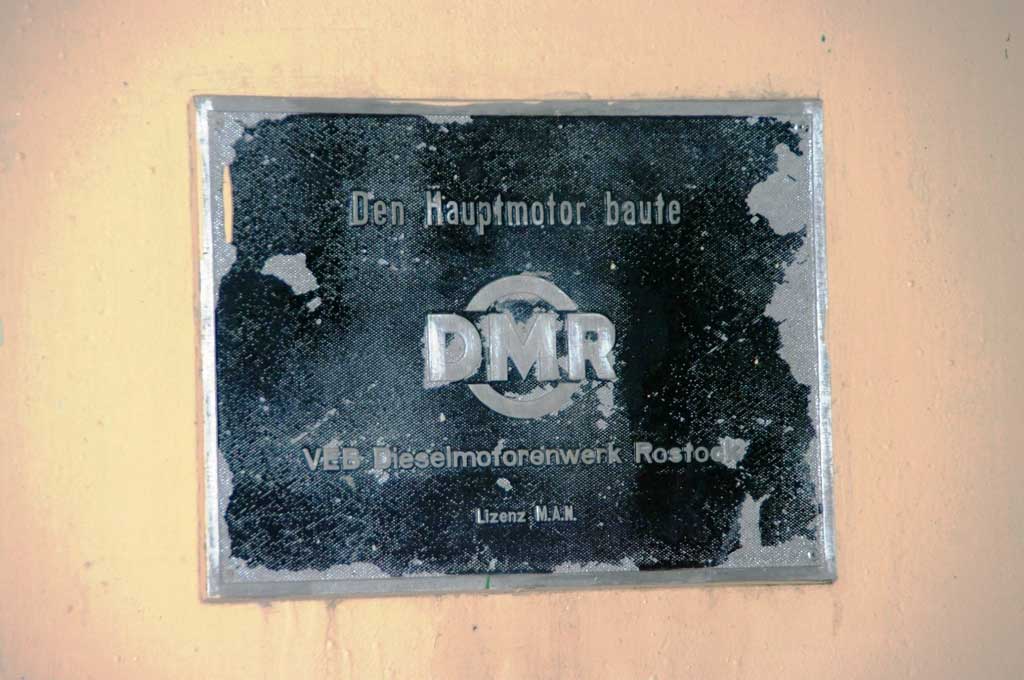 Den Hauptmotor baute
DMR
VEB Dieselmotorenwerk Rostock
Lizenz M.A.N.